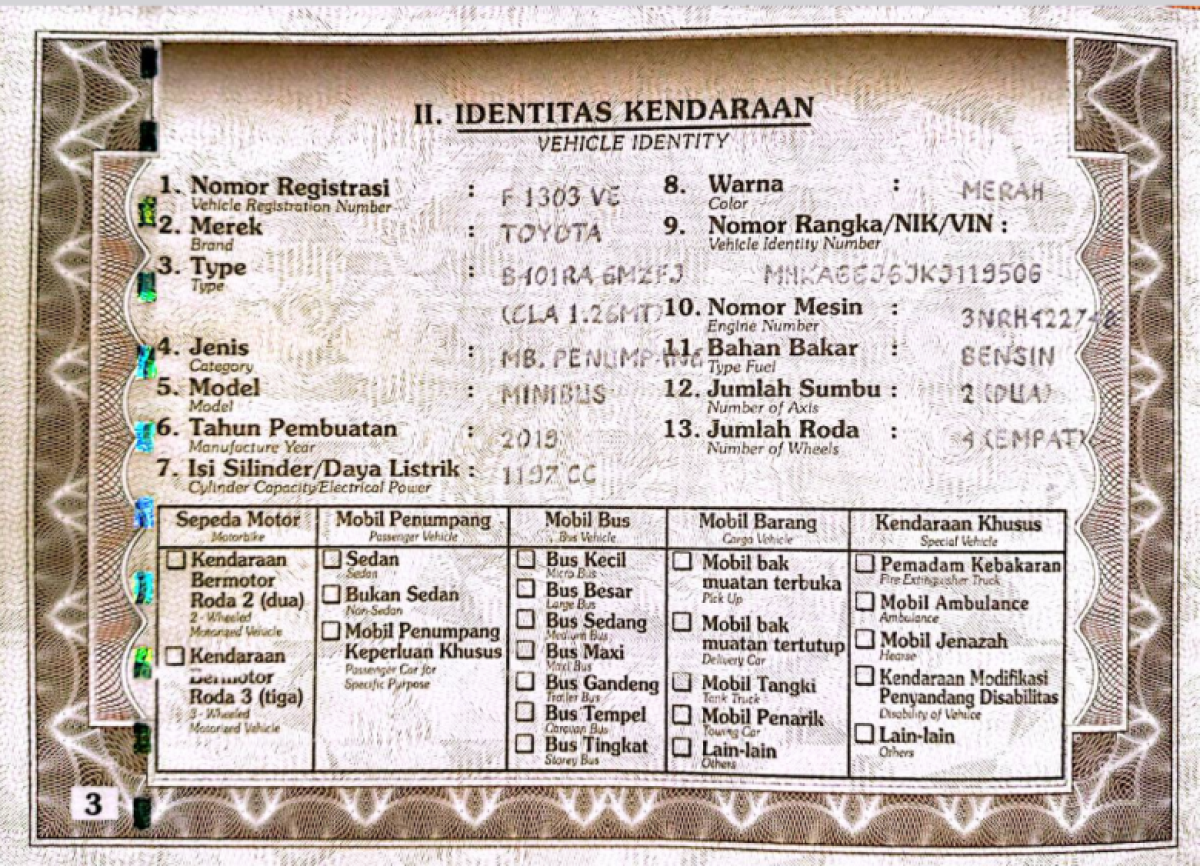 II. IDENTITAS KENDARAAN
VEHICLE IDENTITY
1. Nomor Registrasi : F 1303 VE
Vehicle Registration Number
2. Merek : TOYOTA
Brand
3. Type :
Type
(CLA 1.26MT)
4. Jenis : MB. PENUMPANG
Category
5. Model : MINIBUS
Model
6. Tahun Pembuatan :
Manufacture Year
7. Isi Silinder/Daya Listrik : 1197 CC
Cylinder Capacity/Electrical Power
8. Warna : MERAH
Color
9. Nomor Rangka/NIK/VIN :
Vehicle Identity Number
10. Nomor Mesin :
Engine Number
11. Bahan Bakar : BENSIN
Type Fuel
12. Jumlah Sumbu : 2 (DUA)
Number of Axis
13. Jumlah Roda : 4 (EMPAT)
Number of Wheels
Sepeda Motor
Motorbike
Kendaraan
Bermotor
Roda 2 (dua)
2 - Wheeled
Motorized Vehicle
Kendaraan
Bermotor
Roda 3 (tiga)
3 - Wheeled
Motorized Vehicle
Mobil Penumpang
Passenger Vehicle
Sedan
Sedan
Bukan Sedan
Non-Sedan
Mobil Penumpang
Keperluan Khusus
Passenger Car for
Specific Purpose
Mobil Bus
Bus Vehicle
Bus Kecil
Micro Bus
Bus Besar
Large Bus
Bus Sedang
Medium Bus
Bus Maxi
Maxi Bus
Bus Gandeng
Trailer Bus
Bus Tempel
Caravan Bus
Bus Tingkat
Storey Bus
Mobil Barang
Cargo Vehicle
Mobil bak
muatan terbuka
Pick Up
Mobil bak
muatan tertutup
Delivery Car
Mobil Tangki
Tank Truck
Mobil Penarik
Towing Car
Lain-lain
Others
Kendaraan Khusus
Special Vehicle
Pemadam Kebakaran
Fire Extinguisher Truck
Mobil Ambulance
Ambulance
Mobil Jenazah
Hearse
Kendaraan Modifikasi
Penyandang Disabilitas
Disability of Vehilce
Lain-lain
Others
3